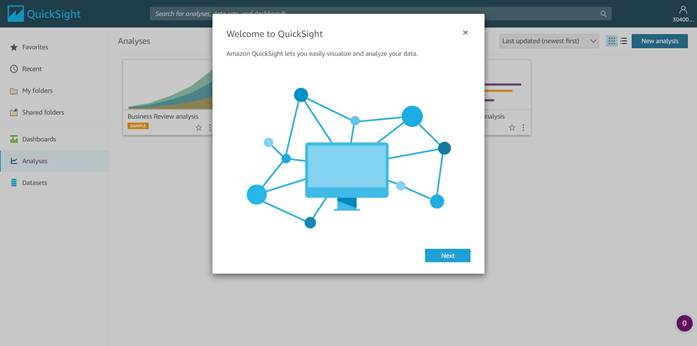 QuickSight
Search for analyses, data sets, and dashboards
30400...
Favorites
Recent
My folders
Shared folders
Dashboards
Analyses
Datasets
Analyses
Last updated (newest first)
New analysis
Business Review analysis
SAMPLE
analysis
Welcome to QuickSight
Amazon QuickSight lets you easily visualize and analyze your data.
Next
0